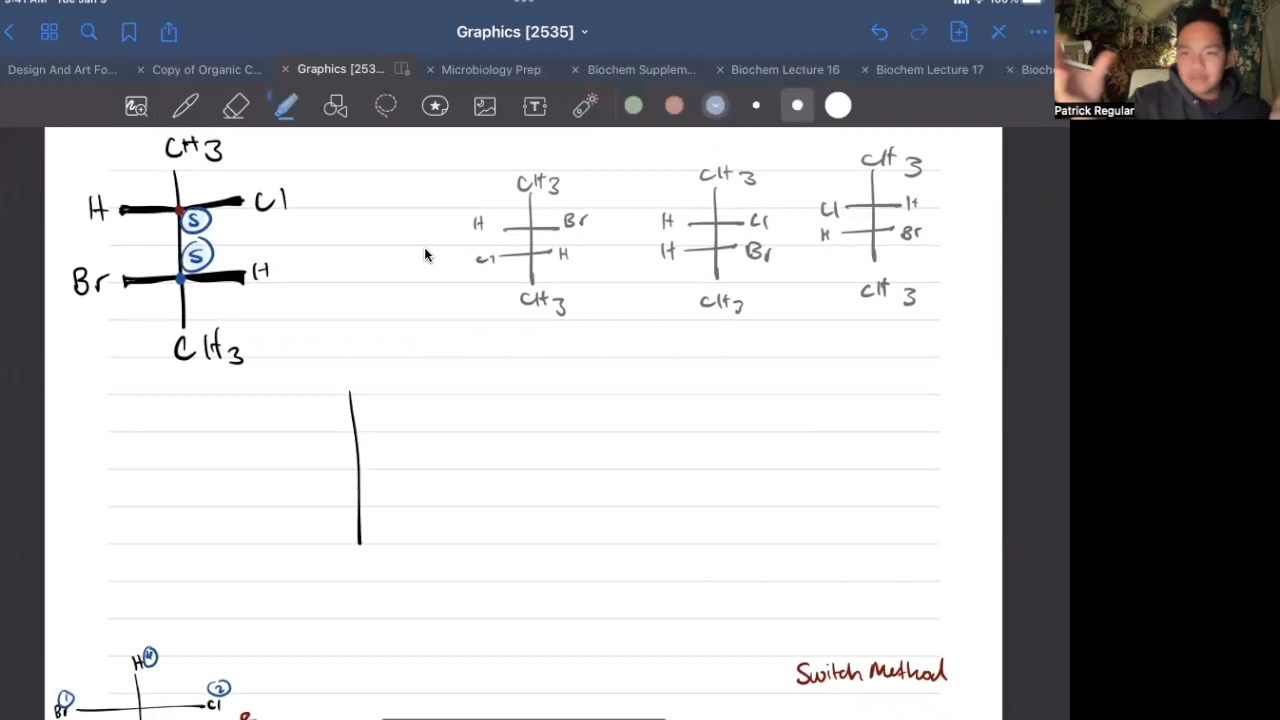 Graphics [2535]
Design And Art Fo...
Copy of Organic C...
Graphics [253...
Microbiology Prep
Biochem Supplem...
Biochem Lecture 16
Biochem Lecture 17
Patrick Regular
CH3
H Cl
S
S
Br H
CH3
CH3
H Br
Cl H
CH3
CH3
H Cl
H Br
CH3
CH3
Cl H
H Br
CH3
H 4
1 Br
2 Cl
Switch Method